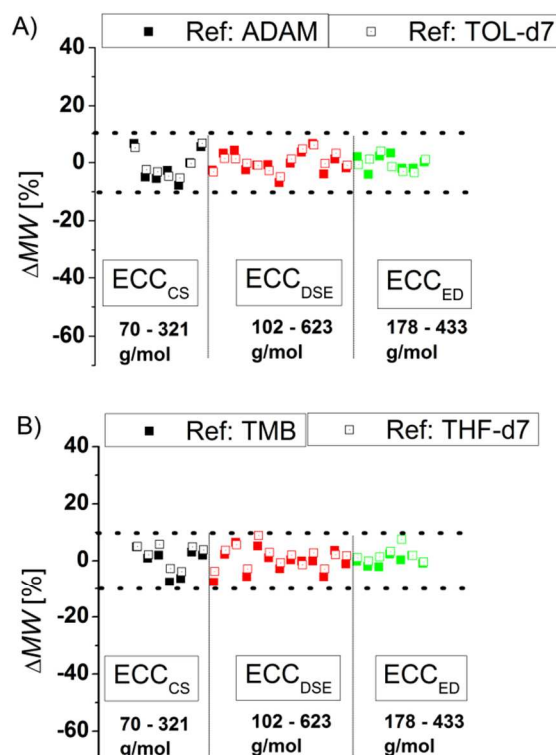 A)
Ref: ADAM Ref: TOL-d7
40
20
0
-20
-40
-60
ΔMW [%]
ECC_CS ECC_DSE ECC_ED
70 - 321 102 - 623 178 - 433
g/mol g/mol g/mol
B)
Ref: TMB Ref: THF-d7
40
20
0
-20
-40
-60
ΔMW [%]
ECC_CS ECC_DSE ECC_ED
70 - 321 102 - 623 178 - 433
g/mol g/mol g/mol